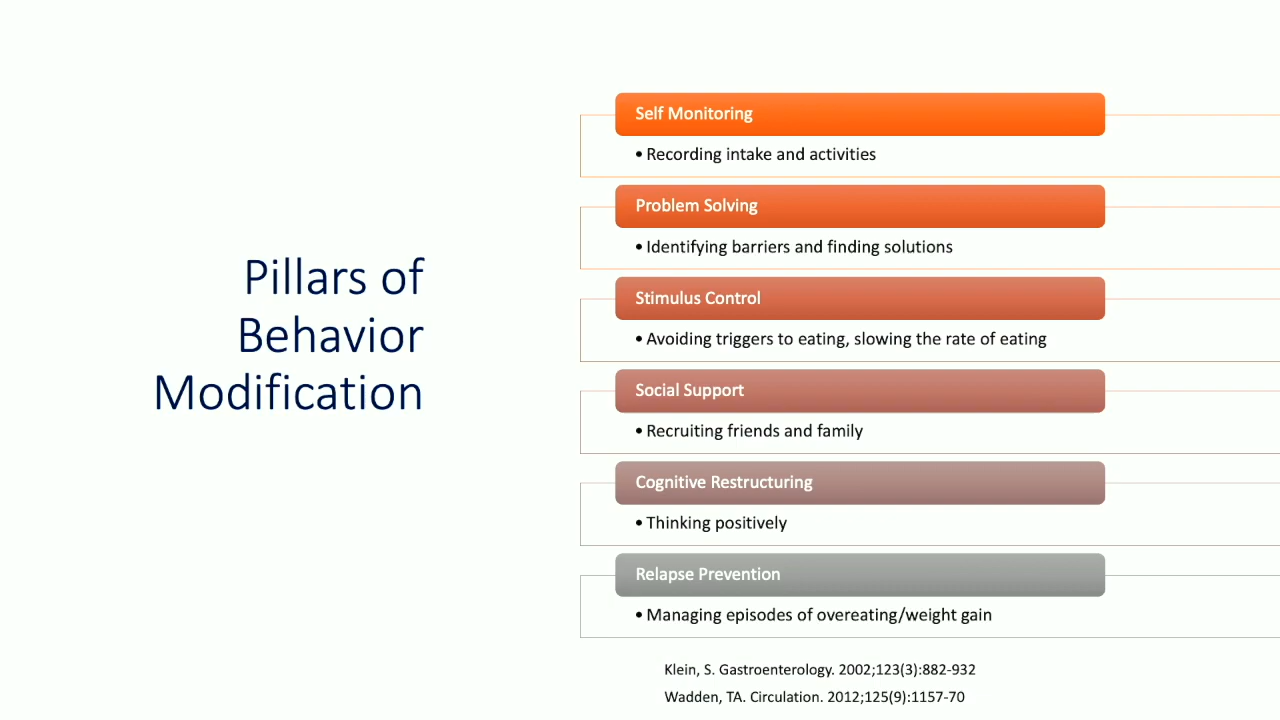 Pillars of
Behavior
Modification
Self Monitoring
• Recording intake and activities
Problem Solving
• Identifying barriers and finding solutions
Stimulus Control
• Avoiding triggers to eating, slowing the rate of eating
Social Support
• Recruiting friends and family
Cognitive Restructuring
• Thinking positively
Relapse Prevention
• Managing episodes of overeating/weight gain
Klein, S. Gastroenterology. 2002;123(3):882-932
Wadden, TA. Circulation. 2012;125(9):1157-70